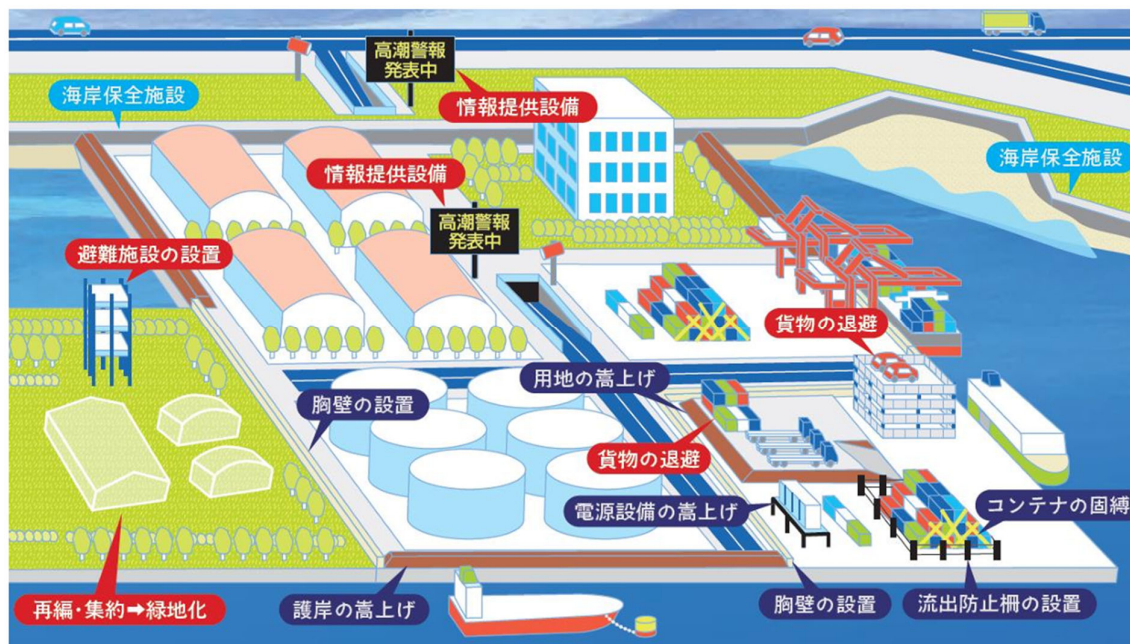 高潮警報
発表中
情報提供設備
海岸保全施設
海岸保全施設
情報提供設備
高潮警報
発表中
避難施設の設置
貨物の退避
用地の嵩上げ
胸壁の設置
貨物の退避
電源設備の嵩上げ
コンテナの固縛
再編・集約➡緑地化
護岸の嵩上げ
胸壁の設置
流出防止柵の設置